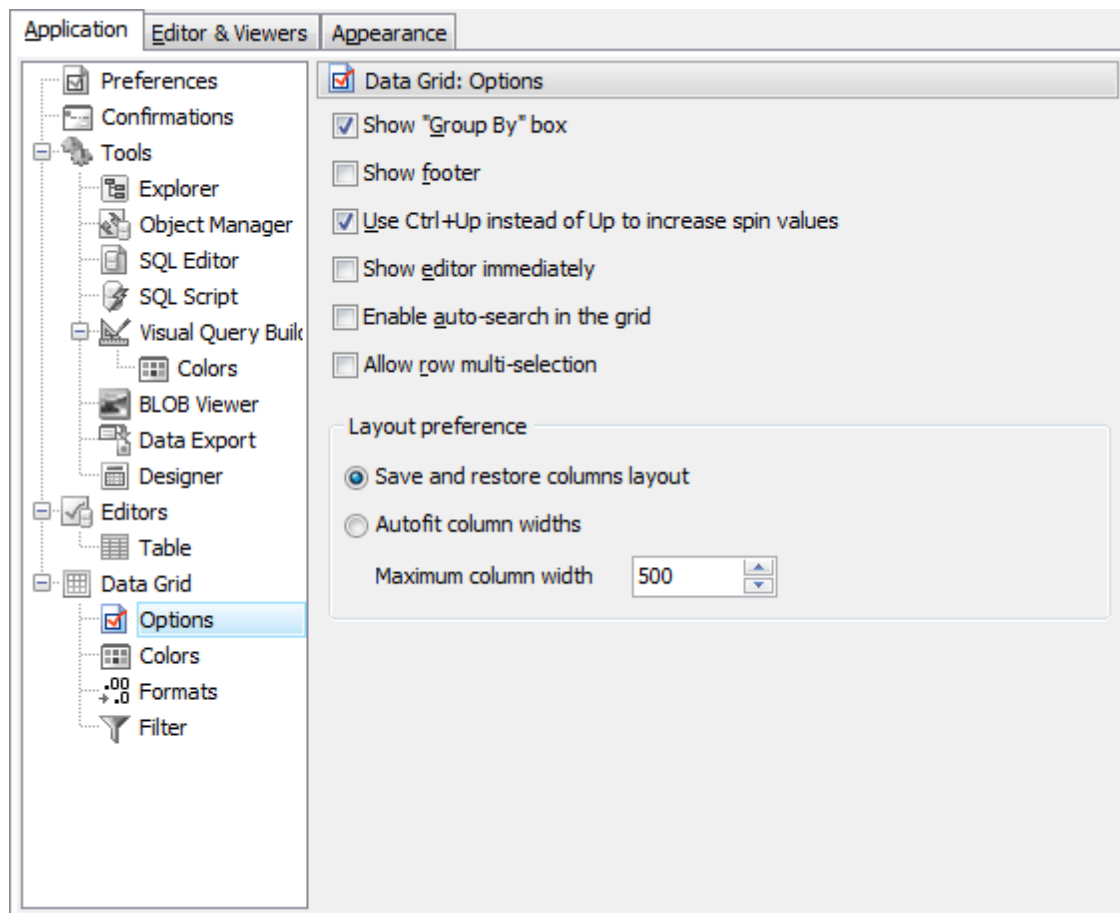 Application Editor & Viewers Appearance
Preferences
Confirmations
Tools
Explorer
Object Manager
SQL Editor
SQL Script
Visual Query Build
Colors
BLOB Viewer
Data Export
Designer
Editors
Table
Data Grid
Options
Colors
.00
.0 Formats
Filter
Data Grid: Options
Show "Group By" box
Show footer
Use Ctrl+Up instead of Up to increase spin values
Show editor immediately
Enable auto-search in the grid
Allow row multi-selection
Layout preference
Save and restore columns layout
Autofit column widths
Maximum column width 500